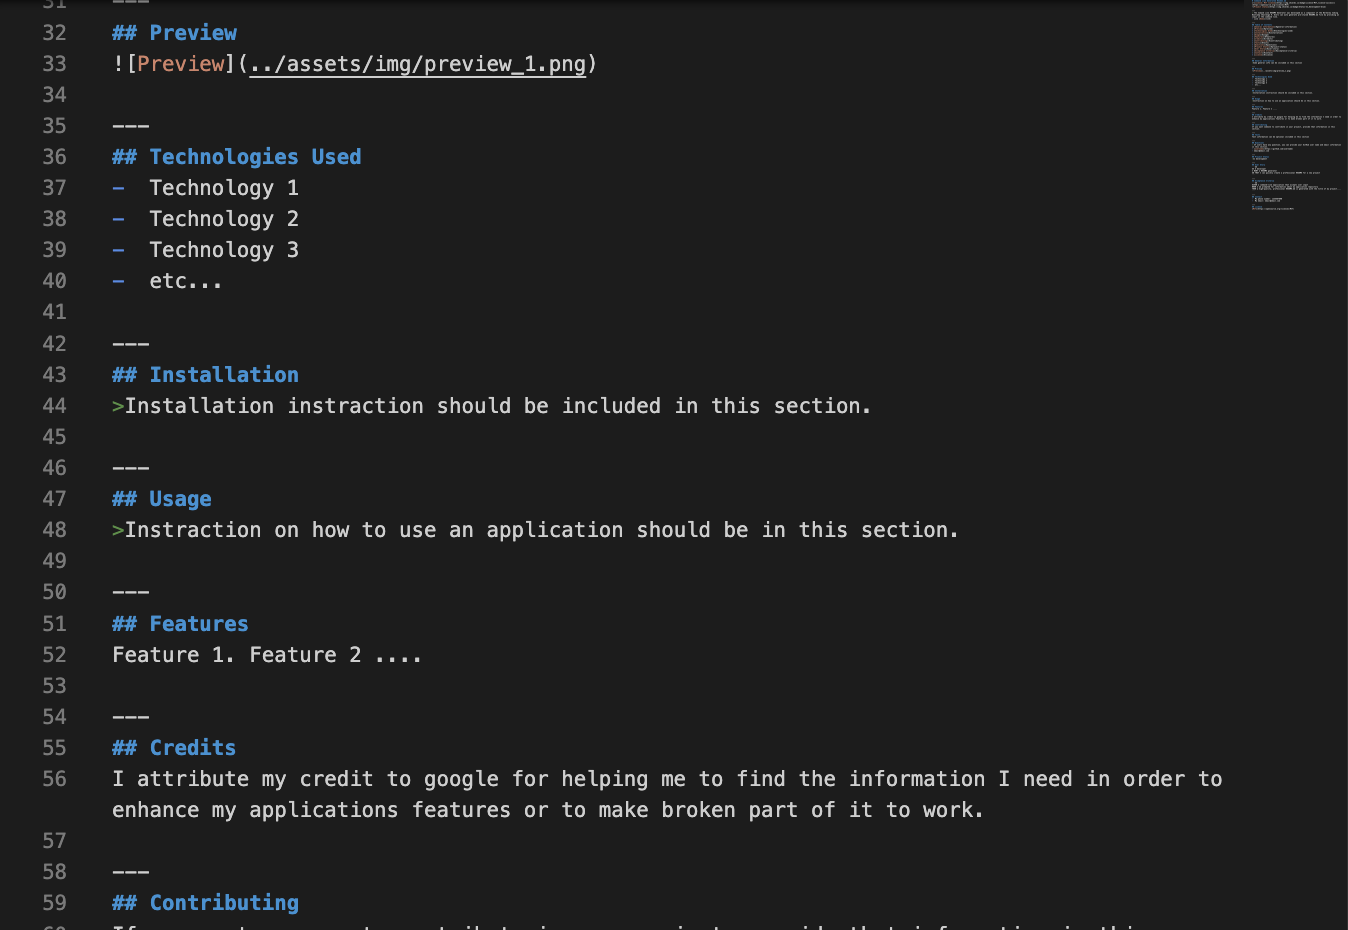 31 ---
32 ## Preview
33 ![Preview](../assets/img/preview_1.png)
34
35 ---
36 ## Technologies Used
37 - Technology 1
38 - Technology 2
39 - Technology 3
40 - etc...
41
42 ---
43 ## Installation
44 >Installation instraction should be included in this section.
45
46 ---
47 ## Usage
48 >Instraction on how to use an application should be in this section.
49
50 ---
51 ## Features
52 Feature 1. Feature 2 ....
53
54 ---
55 ## Credits
56 I attribute my credit to google for helping me to find the information I need in order to
enhance my applications features or to make broken part of it to work.
57
58 ---
59 ## Contributing